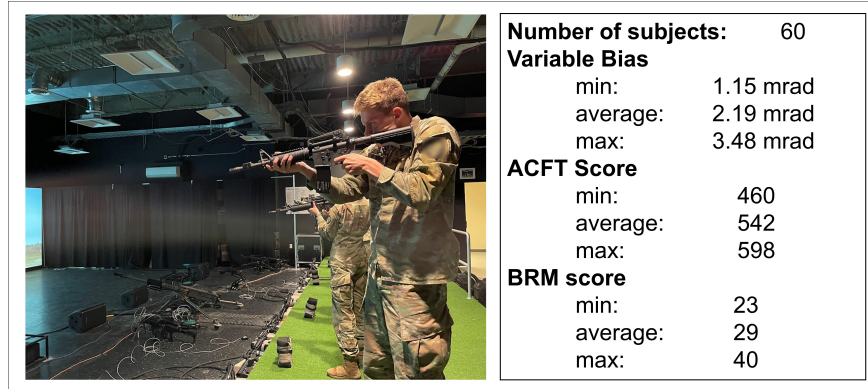 Number of subjects: 60
Variable Bias
min: 1.15 mrad
average: 2.19 mrad
max: 3.48 mrad
ACFT Score
min: 460
average: 542
max: 598
BRM score
min: 23
average: 29
max: 40